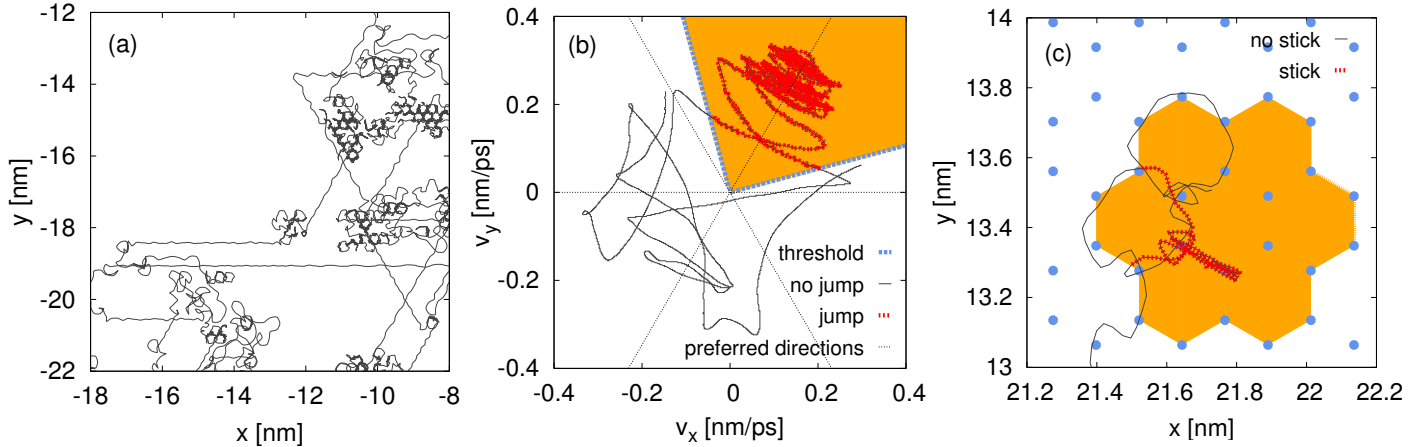 (a)
y [nm]
-12
-14
-16
-18
-20
-22
-18
-16
-14
-12
-10
-8
x [nm]
(b)
v_y [nm/ps]
0.4
0.2
0
-0.2
-0.4
threshold
no jump
jump
preferred directions
-0.4
-0.2
0
0.2
0.4
v_x [nm/ps]
(c)
y [nm]
14
13.8
13.6
13.4
13.2
13
no stick
stick
21.2
21.4
21.6
21.8
22
22.2
x [nm]